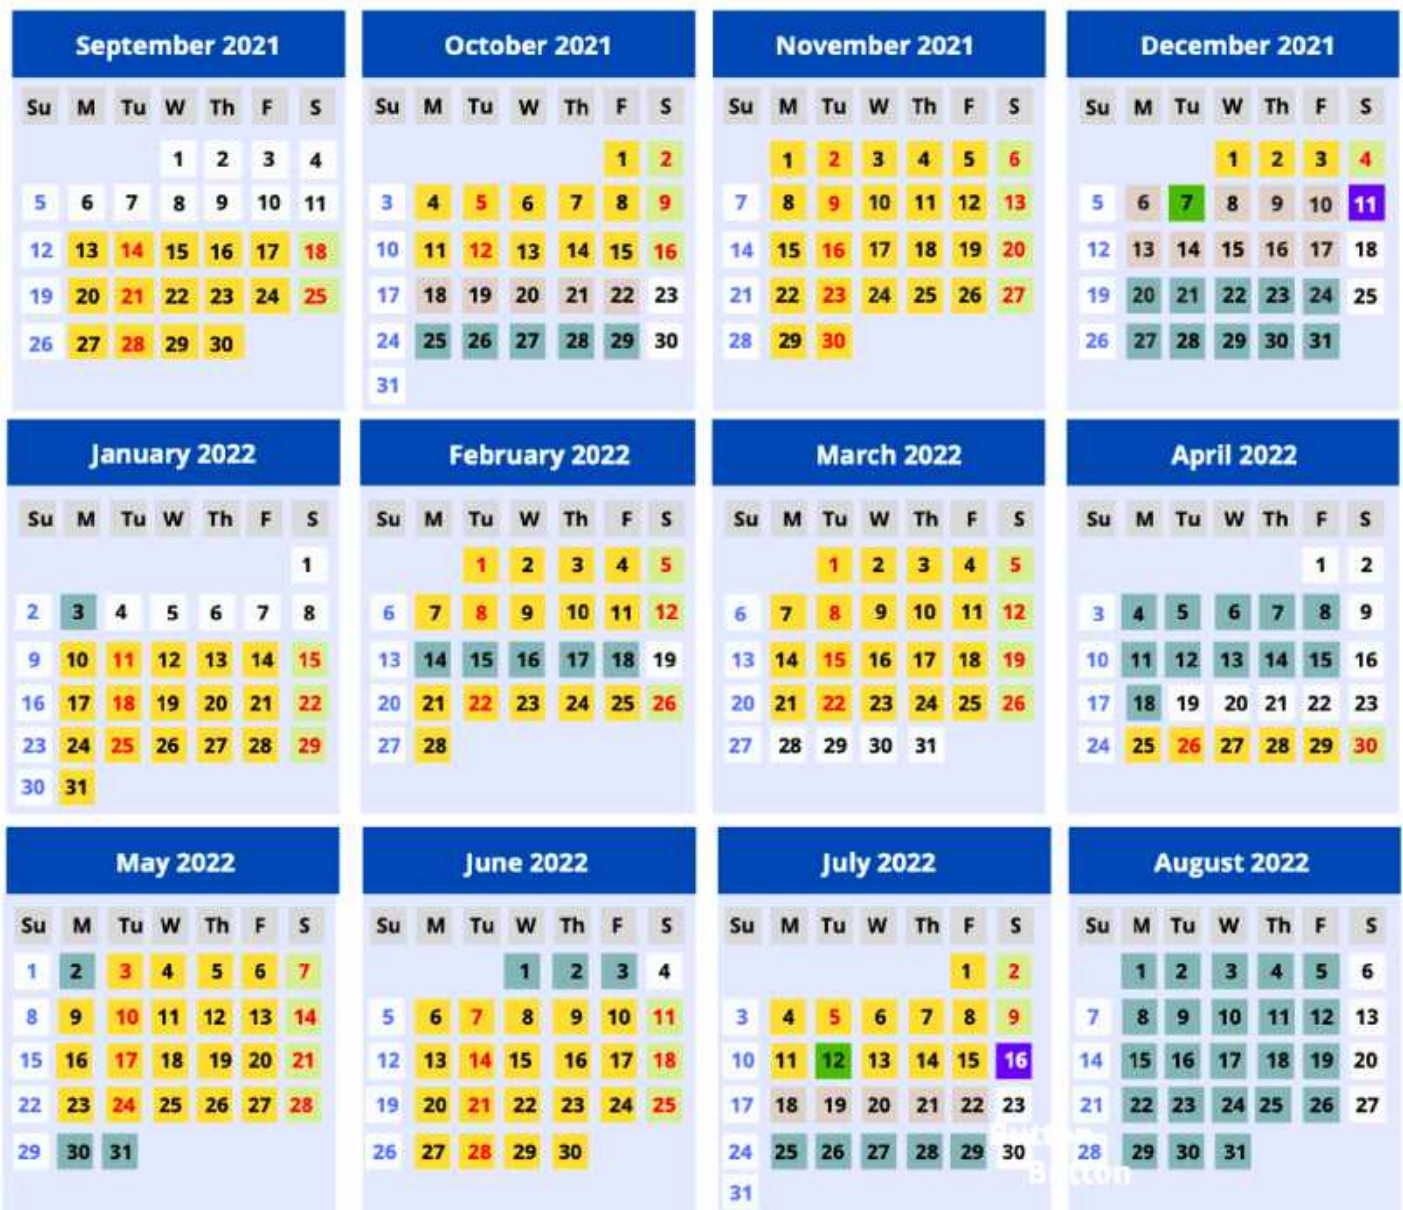 September 2021
Su M Tu W Th F S
1 2 3 4
5 6 7 8 9 10 11
12 13 14 15 16 17 18
19 20 21 22 23 24 25
26 27 28 29 30
October 2021
Su M Tu W Th F S
1 2
3 4 5 6 7 8 9
10 11 12 13 14 15 16
17 18 19 20 21 22 23
24 25 26 27 28 29 30
31
November 2021
Su M Tu W Th F S
1 2 3 4 5 6
7 8 9 10 11 12 13
14 15 16 17 18 19 20
21 22 23 24 25 26 27
28 29 30
December 2021
Su M Tu W Th F S
1 2 3 4
5 6 7 8 9 10 11
12 13 14 15 16 17 18
19 20 21 22 23 24 25
26 27 28 29 30 31
January 2022
Su M Tu W Th F S
1
2 3 4 5 6 7 8
9 10 11 12 13 14 15
16 17 18 19 20 21 22
23 24 25 26 27 28 29
30 31
February 2022
Su M Tu W Th F S
1 2 3 4 5
6 7 8 9 10 11 12
13 14 15 16 17 18 19
20 21 22 23 24 25 26
27 28
March 2022
Su M Tu W Th F S
1 2 3 4 5
6 7 8 9 10 11 12
13 14 15 16 17 18 19
20 21 22 23 24 25 26
27 28 29 30 31
April 2022
Su M Tu W Th F S
1 2
3 4 5 6 7 8 9
10 11 12 13 14 15 16
17 18 19 20 21 22 23
24 25 26 27 28 29 30
May 2022
Su M Tu W Th F S
1 2 3 4 5 6 7
8 9 10 11 12 13 14
15 16 17 18 19 20 21
22 23 24 25 26 27 28
29 30 31
June 2022
Su M Tu W Th F S
1 2 3 4
5 6 7 8 9 10 11
12 13 14 15 16 17 18
19 20 21 22 23 24 25
26 27 28 29 30
July 2022
Su M Tu W Th F S
1 2
3 4 5 6 7 8 9
10 11 12 13 14 15 16
17 18 19 20 21 22 23
24 25 26 27 28 29 30
31
August 2022
Su M Tu W Th F S
1 2 3 4 5 6
7 8 9 10 11 12 13
14 15 16 17 18 19 20
21 22 23 24 25 26 27
28 29 30 31
Button
Button